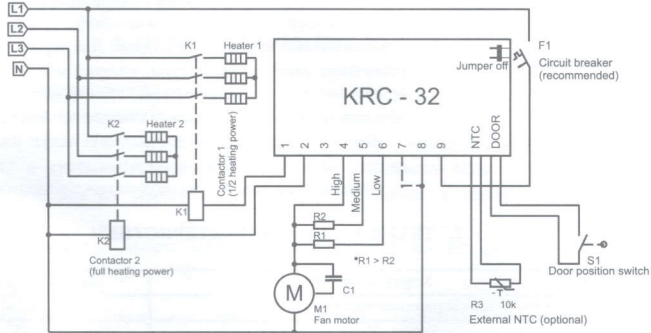 L1
L2
L3
N
K1
Heater 1
K2
Heater 2
Contactor 1
(1/2 heating power)
K1
K2
Contactor 2
(full heating power)
KRC - 32
Jumper off
F1
Circuit breaker
(recommended)
1
2
3
4
5
6
7
8
9
NTC
DOOR
High
Medium
Low
R2
R1
*R1 > R2
C1
M
M1
Fan motor
S1
Door position switch
-T
R3
10k
External NTC (optional)